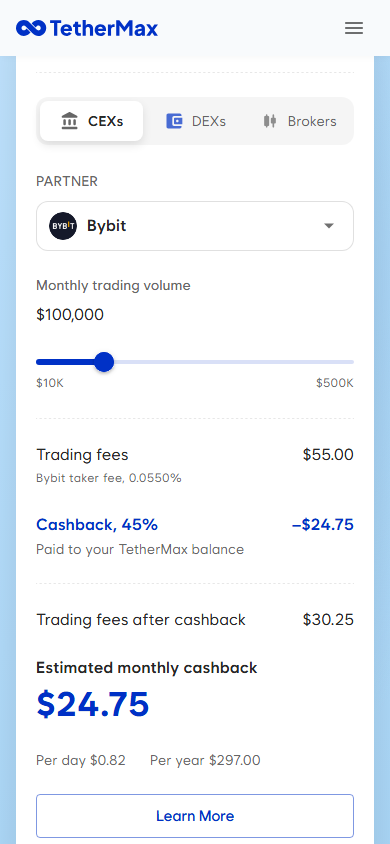 TetherMax
CEXs
DEXs
Brokers
PARTNER
BYBIT
Bybit
Monthly trading volume
$100,000
$10K
$500K
Trading fees
$55.00
Bybit taker fee, 0.0550%
Cashback, 45%
–$24.75
Paid to your TetherMax balance
Trading fees after cashback
$30.25
Estimated monthly cashback
$24.75
Per day $0.82
Per year $297.00
Learn More